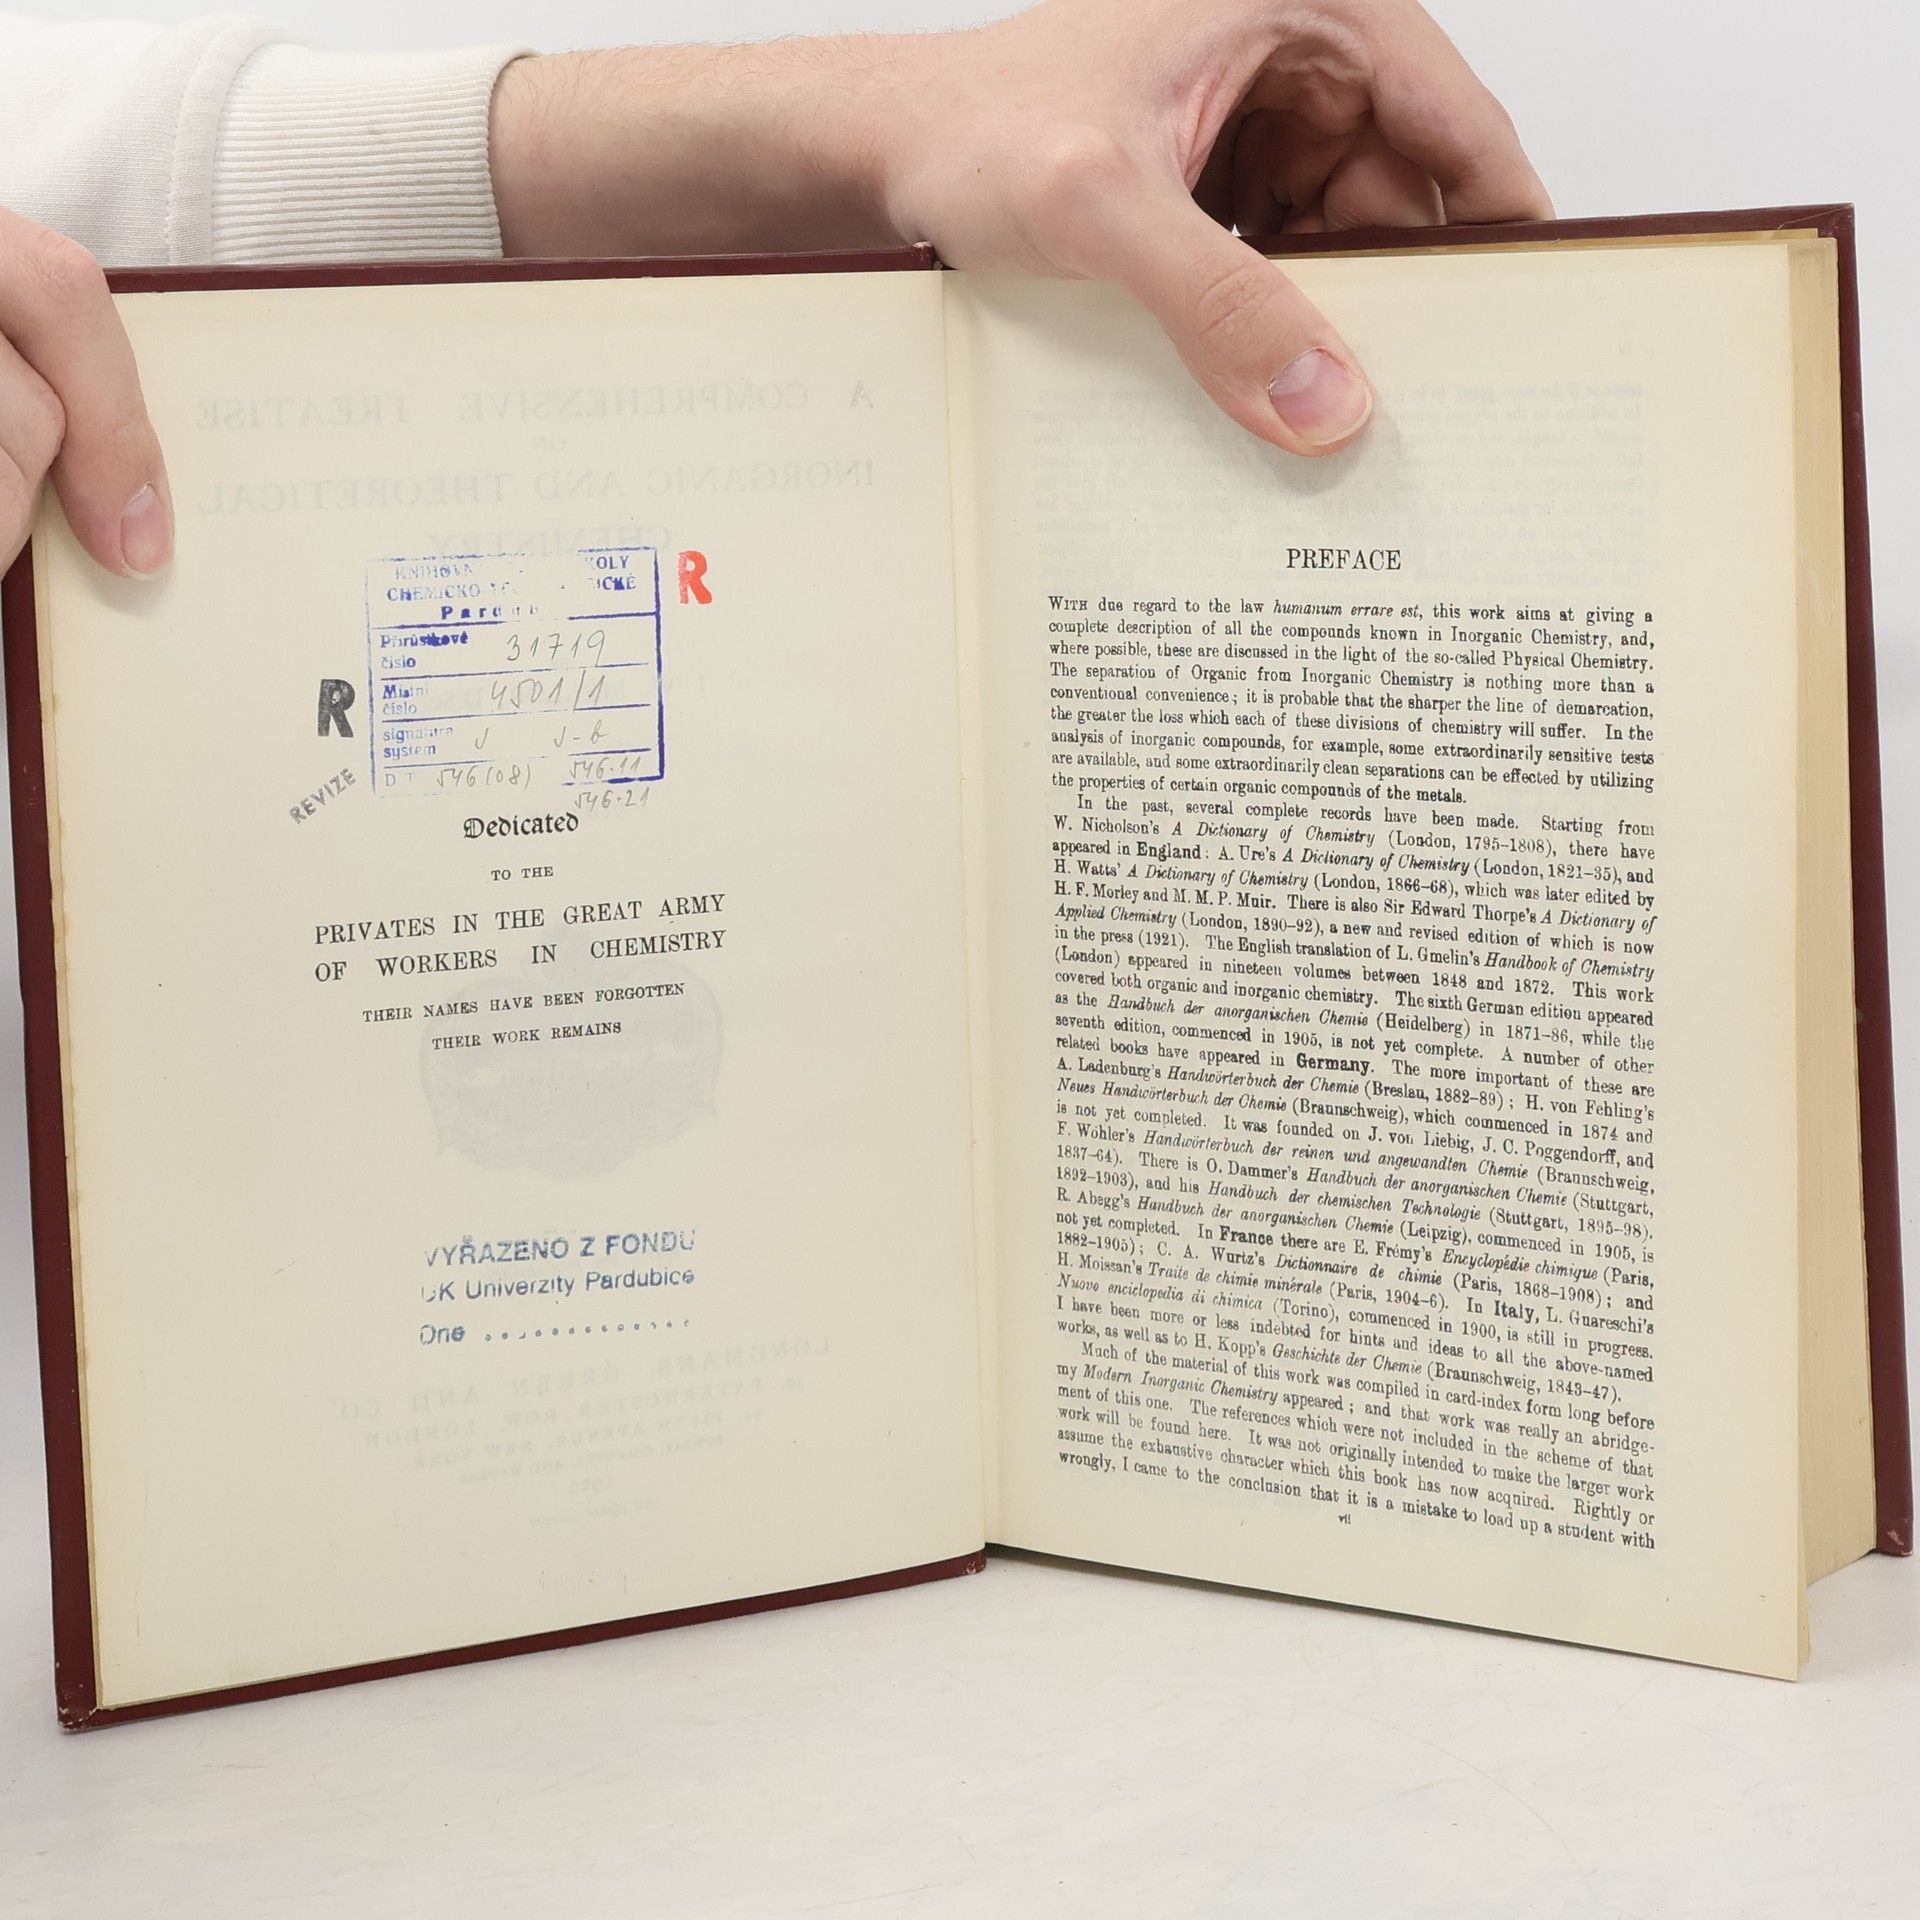 KNIHOVN KOLY
CHEMICKO-TE ICKÉ
Pardub
Přírůstkové
číslo 31719
Místní
číslo 4501/1
signatura
system J J-b
D T 546(08) 546.11
546.21
R
R
REVIZE
Dedicated
TO THE
PRIVATES IN THE GREAT ARMY
OF WORKERS IN CHEMISTRY
THEIR NAMES HAVE BEEN FORGOTTEN
THEIR WORK REMAINS
VYŘAZENO Z FONDU
UK Univerzity Pardubice
Dne .............
PREFACE
WITH due regard to the law humanum errare est, this work aims at giving a
complete description of all the compounds known in Inorganic Chemistry, and,
where possible, these are discussed in the light of the so-called Physical Chemistry.
The separation of Organic from Inorganic Chemistry is nothing more than a
conventional convenience; it is probable that the sharper the line of demarcation,
the greater the loss which each of these divisions of chemistry will suffer. In the
analysis of inorganic compounds, for example, some extraordinarily sensitive tests
are available, and some extraordinarily clean separations can be effected by utilizing
the properties of certain organic compounds of the metals.
In the past, several complete records have been made. Starting from
W. Nicholson's A Dictionary of Chemistry (London, 1795-1808), there have
appeared in England: A. Ure's A Dictionary of Chemistry (London, 1821-35), and
H. Watts' A Dictionary of Chemistry (London, 1866-68), which was later edited by
H. F. Morley and M. M. P. Muir. There is also Sir Edward Thorpe's A Dictionary of
Applied Chemistry (London, 1890-92), a new and revised edition of which is now
in the press (1921). The English translation of L. Gmelin's Handbook of Chemistry
(London) appeared in nineteen volumes between 1848 and 1872. This work
covered both organic and inorganic chemistry. The sixth German edition appeared
as the Handbuch der anorganischen Chemie (Heidelberg) in 1871-86, while the
seventh edition, commenced in 1905, is not yet complete. A number of other
related books have appeared in Germany. The more important of these are
A. Ladenburg's Handwörterbuch der Chemie (Breslau, 1882-89); H. von Fehling's
Neues Handwörterbuch der Chemie (Braunschweig), which commenced in 1874 and
is not yet completed. It was founded on J. von Liebig, J. C. Poggendorff, and
F. Wöhler's Handwörterbuch der reinen und angewandten Chemie (Braunschweig,
1837-64). There is O. Dammer's Handbuch der anorganischen Chemie (Stuttgart,
1892-1903), and his Handbuch der chemischen Technologie (Stuttgart, 1895-98).
R. Abegg's Handbuch der anorganischen Chemie (Leipzig), commenced in 1905, is
not yet completed. In France there are E. Frémy's Encyclopédie chimique (Paris,
1882-1905); C. A. Wurtz's Dictionnaire de chimie (Paris, 1868-1908); and
H. Moissan's Traite de chimie minérale (Paris, 1904-6). In Italy, L. Guareschi's
Nuovo enciclopedia di chimica (Torino), commenced in 1900, is still in progress.
I have been more or less indebted for hints and ideas to all the above-named
works, as well as to H. Kopp's Geschichte der Chemie (Braunschweig, 1843-47).
Much of the material of this work was compiled in card-index form long before
my Modern Inorganic Chemistry appeared; and that work was really an abridge-
ment of this one. The references which were not included in the scheme of that
work will be found here. It was not originally intended to make the larger work
assume the exhaustive character which this book has now acquired. Rightly or
wrongly, I came to the conclusion that it is a mistake to load up a student with
vii